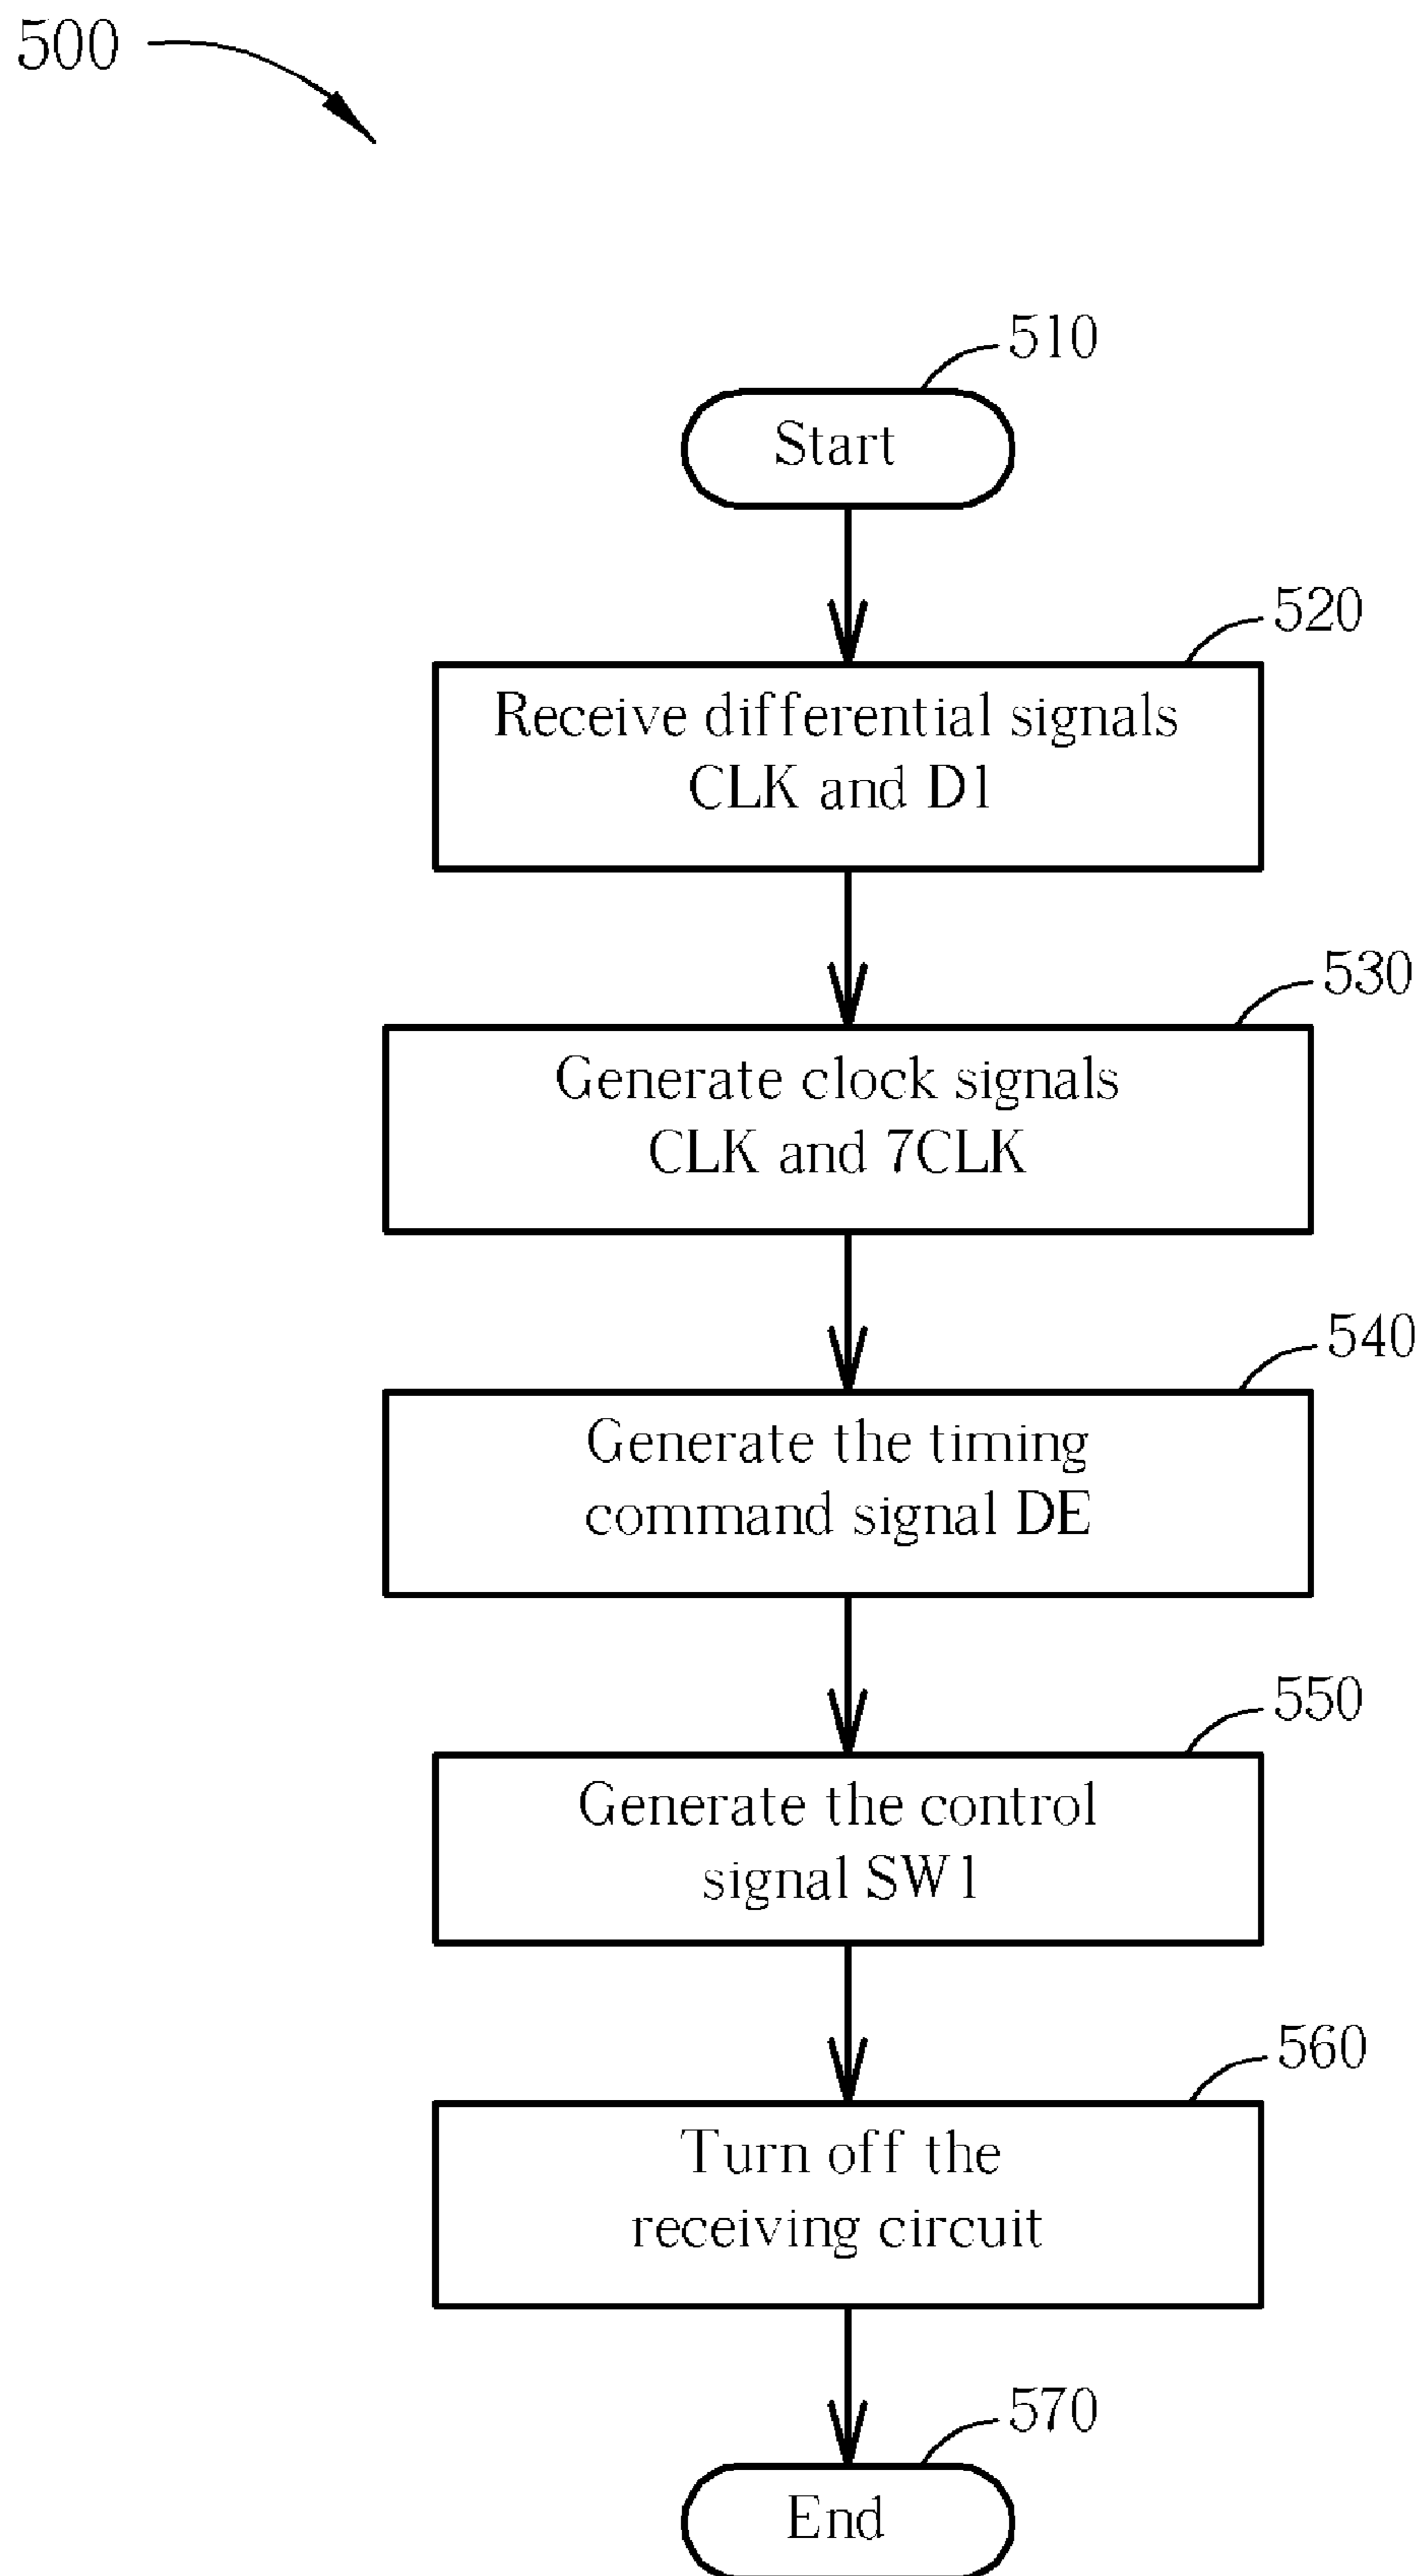 500
510
Start
520
Receive differential signals
CLK and D1
530
Generate clock signals
CLK and 7CLK
540
Generate the timing
command signal DE
550
Generate the control
signal SW1
560
Turn off the
receiving circuit
570
End